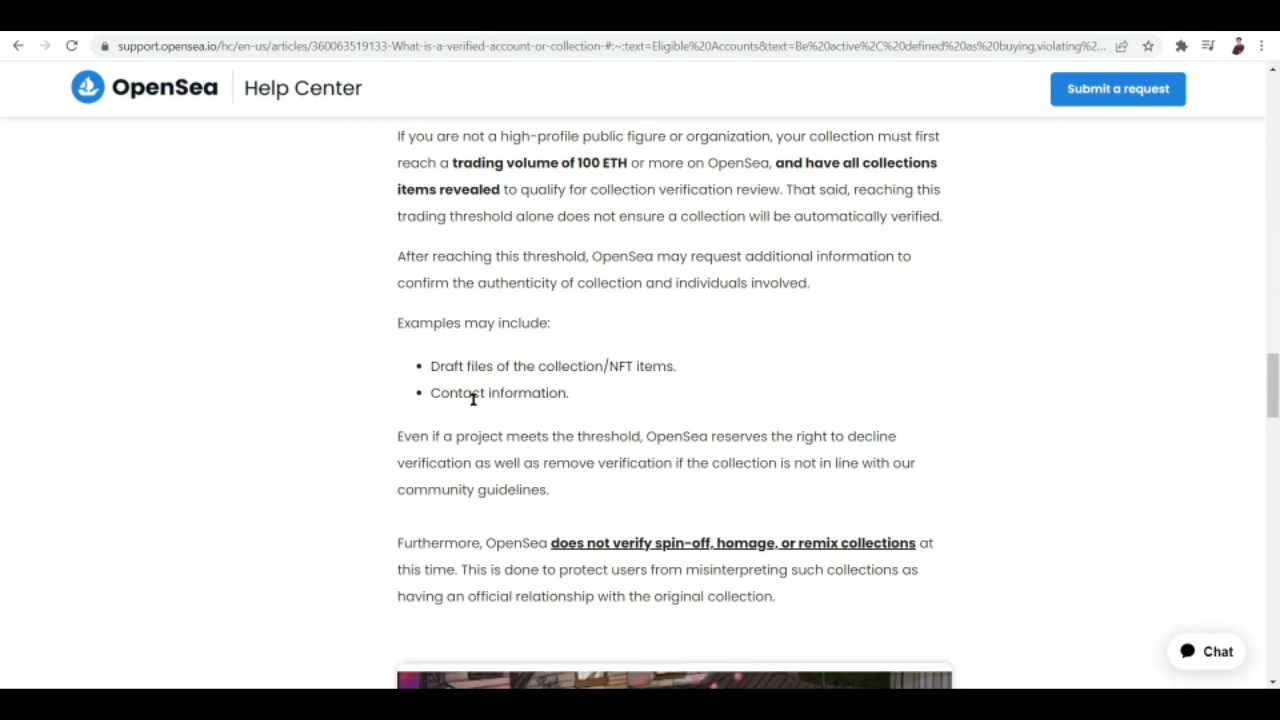 support.opensea.io/hc/en-us/articles/360063519133-What-is-a-verified-account-or-collection-#:~:text=Eligible%20Accounts&text=Be%20active%2C%20defined%20as%20buying,violating%2...
OpenSea Help Center
Submit a request
If you are not a high-profile public figure or organization, your collection must first
reach a trading volume of 100 ETH or more on OpenSea, and have all collections
items revealed to qualify for collection verification review. That said, reaching this
trading threshold alone does not ensure a collection will be automatically verified.
After reaching this threshold, OpenSea may request additional information to
confirm the authenticity of collection and individuals involved.
Examples may include:
• Draft files of the collection/NFT items.
• Contact information.
Even if a project meets the threshold, OpenSea reserves the right to decline
verification as well as remove verification if the collection is not in line with our
community guidelines.
Furthermore, OpenSea does not verify spin-off, homage, or remix collections at
this time. This is done to protect users from misinterpreting such collections as
having an official relationship with the original collection.
Chat